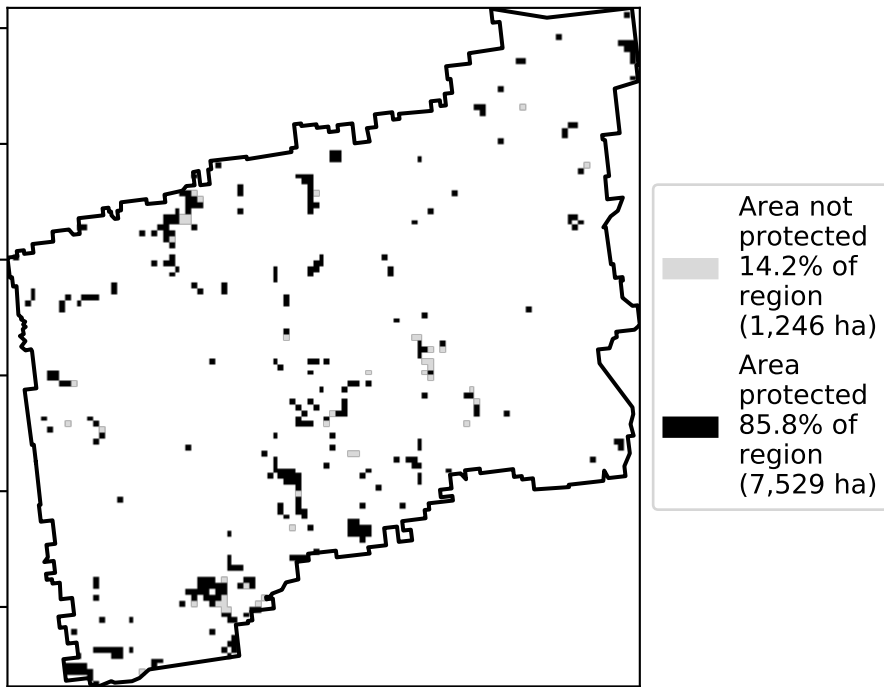 Area not
protected
14.2% of
region
(1,246 ha)
Area
protected
85.8% of
region
(7,529 ha)